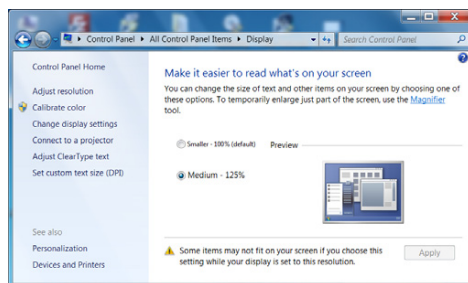 Control Panel ▸ All Control Panel Items ▸ Display
Search Control Panel
Control Panel Home
Adjust resolution
Calibrate color
Change display settings
Connect to a projector
Adjust ClearType text
Set custom text size (DPI)
See also
Personalization
Devices and Printers
Make it easier to read what's on your screen
You can change the size of text and other items on your screen by choosing one of
these options. To temporarily enlarge just part of the screen, use the Magnifier
tool.
Smaller - 100% (default)
Preview
Medium - 125%
Some items may not fit on your screen if you choose this
setting while your display is set to this resolution.
Apply